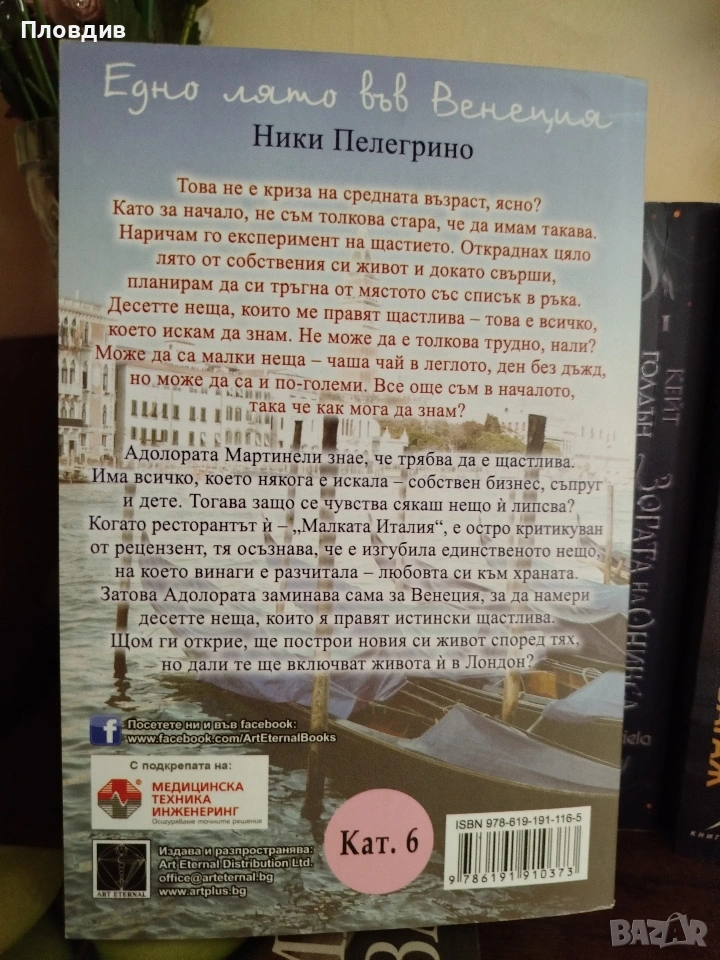 Пловдив
Едно лято във Венеция
Ники Пелегрино
Това не е криза на средната възраст, ясно?
Като за начало, не съм толкова стара, че да имам такава.
Наричам го експеримент на щастието. Откраднах цяло
лято от собствения си живот и докато свърши,
планирам да си тръгна от мястото със списък в ръка.
Десетте неща, които ме правят щастлива – това е всичко,
което искам да знам. Не може да е толкова трудно, нали?
Може да са малки неща – чаша чай в леглото, ден без дъжд,
но може да са и по-големи. Все още съм в началото,
така че как мога да знам?
Адолората Мартинели знае, че трябва да е щастлива.
Има всичко, което някога е искала – собствен бизнес, съпруг
и дете. Тогава защо се чувства сякаш нещо ѝ липсва?
Когато ресторантът ѝ – „Малката Италия“, е остро критикуван
от рецензент, тя осъзнава, че е изгубила единственото нещо,
на което винаги е разчитала – любовта си към храната.
Затова Адолората заминава сама за Венеция, за да намери
десетте неща, които я правят истински щастлива.
Щом ги открие, ще построи новия си живот според тях,
но дали те ще включват живота ѝ в Лондон?
Посетете ни и във facebook:
www.facebook.com/ArtEternalBooks
С подкрепата на:
МЕДИЦИНСКА
ТЕХНИКА
ИНЖЕНЕРИНГ
Осигуряваме точните решения
ART ETERNAL
Издава и разпространява:
Art Eternal Distribution Ltd.
office@arteternal.bg
www.artplus.bg
Кат. 6
ISBN 978-619-191-116-5
9 786191 910373
I
КЕЙТ
ГОЛДЪН
ЗОРАТА НА ОНИКСА
BAZAR